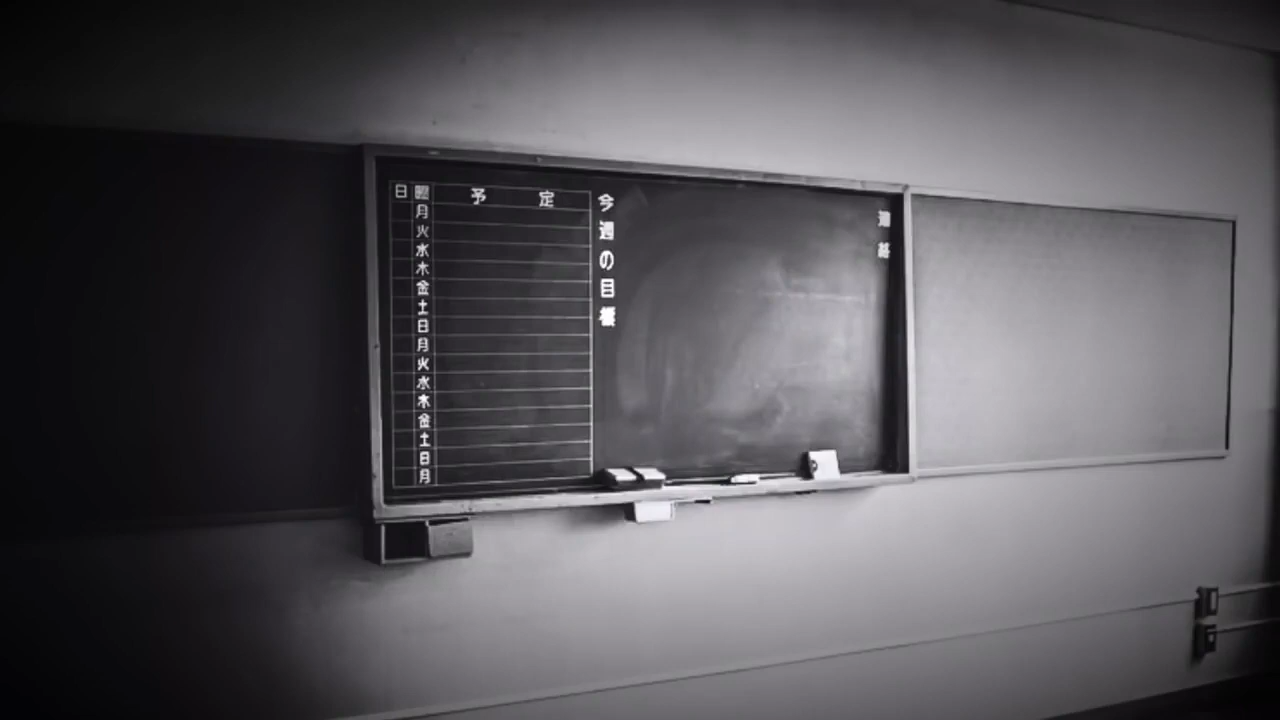 日 曜 予定
月
火
水
木
金
土
日
月
火
水
木
金
土
日
月
今週の目標
連絡